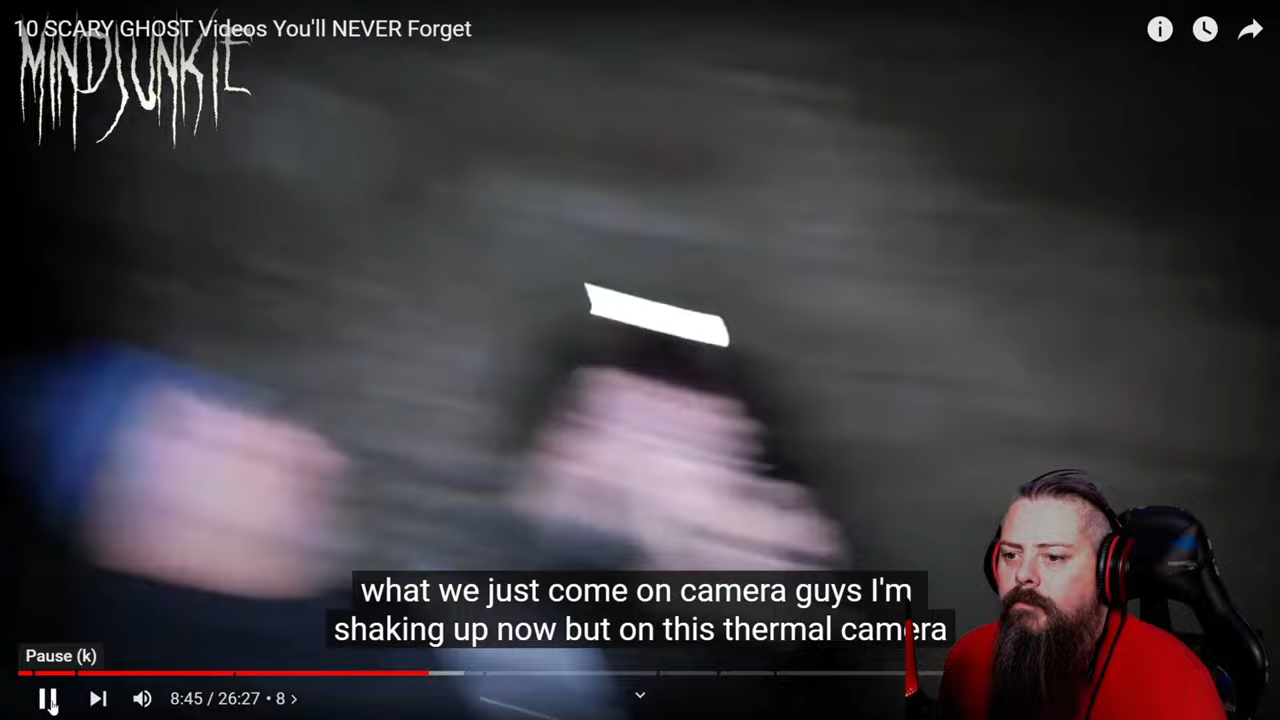 10 SCARY GHOST Videos You'll NEVER Forget
MINDJUNKIE
what we just come on camera guys I'm
shaking up now but on this thermal camera
Pause (k)
8:45 / 26:27 • 8 >